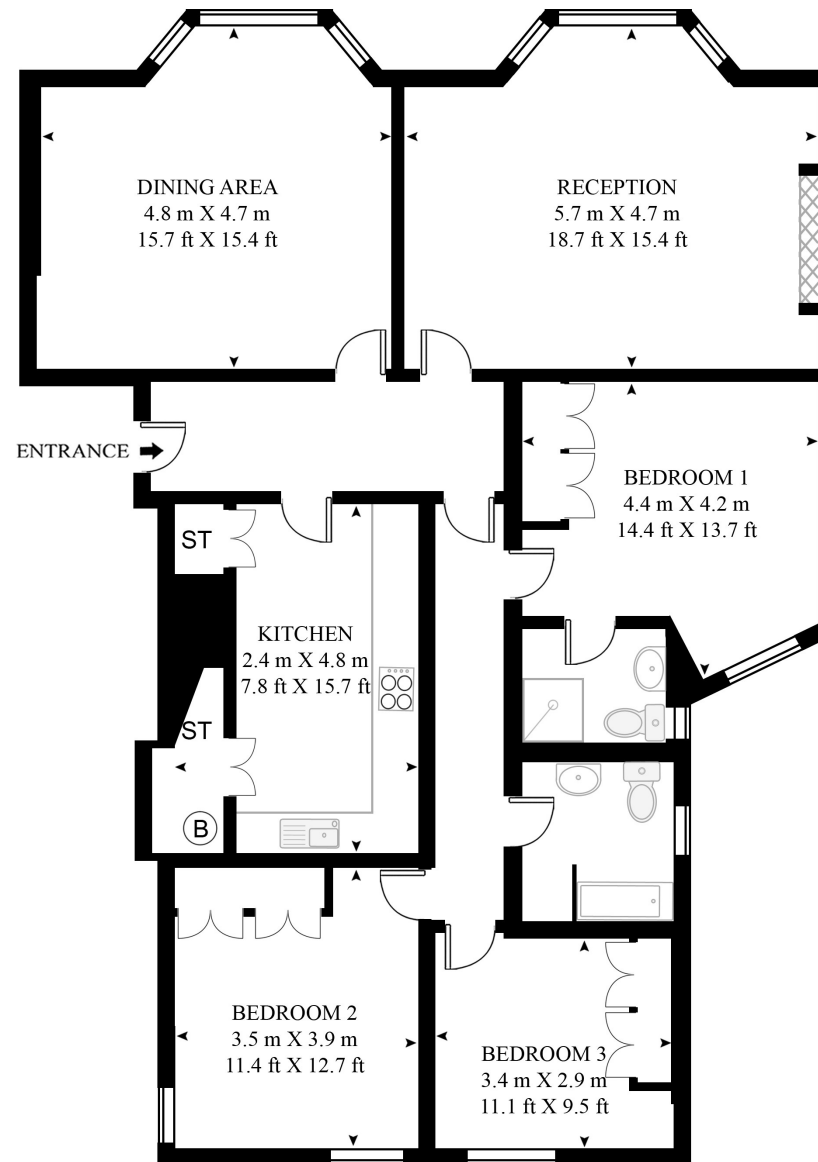 DINING AREA
4.8 m X 4.7 m
15.7 ft X 15.4 ft
RECEPTION
5.7 m X 4.7 m
18.7 ft X 15.4 ft
ENTRANCE
BEDROOM 1
4.4 m X 4.2 m
14.4 ft X 13.7 ft
ST
KITCHEN
2.4 m X 4.8 m
7.8 ft X 15.7 ft
ST
B
BEDROOM 2
3.5 m X 3.9 m
11.4 ft X 12.7 ft
BEDROOM 3
3.4 m X 2.9 m
11.1 ft X 9.5 ft